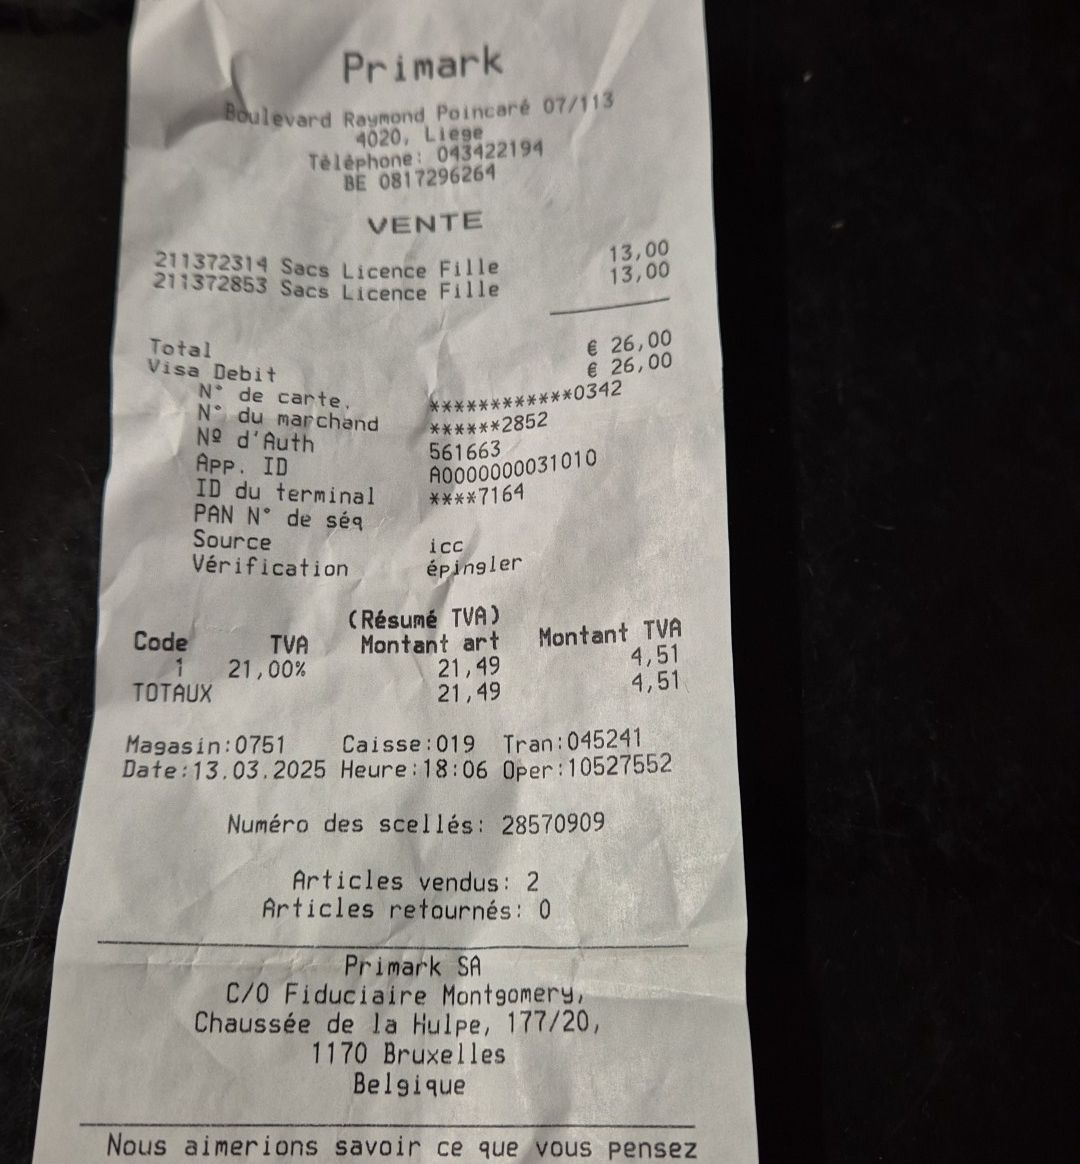 Primark
Boulevard Raymond Poincaré 07/113
4020, Liege
Téléphone: 043422194
BE 0817296264
VENTE
211372314 Sacs Licence Fille 13,00
211372853 Sacs Licence Fille 13,00
Total € 26,00
Visa Debit € 26,00
N° de carte. ************0342
N° du marchand ******2852
Nº d'Auth 561663
App. ID A0000000031010
ID du terminal ****7164
PAN N° de séq
Source icc
Vérification épingler
(Résumé TVA)
Code TVA Montant art Montant TVA
1 21,00% 21,49 4,51
TOTAUX 21,49 4,51
Magasin:0751 Caisse:019 Tran:045241
Date:13.03.2025 Heure:18:06 Oper:10527552
Numéro des scellés: 28570909
Articles vendus: 2
Articles retournés: 0
Primark SA
C/O Fiduciaire Montgomery,
Chaussée de la Hulpe, 177/20,
1170 Bruxelles
Belgique
Nous aimerions savoir ce que vous pensez